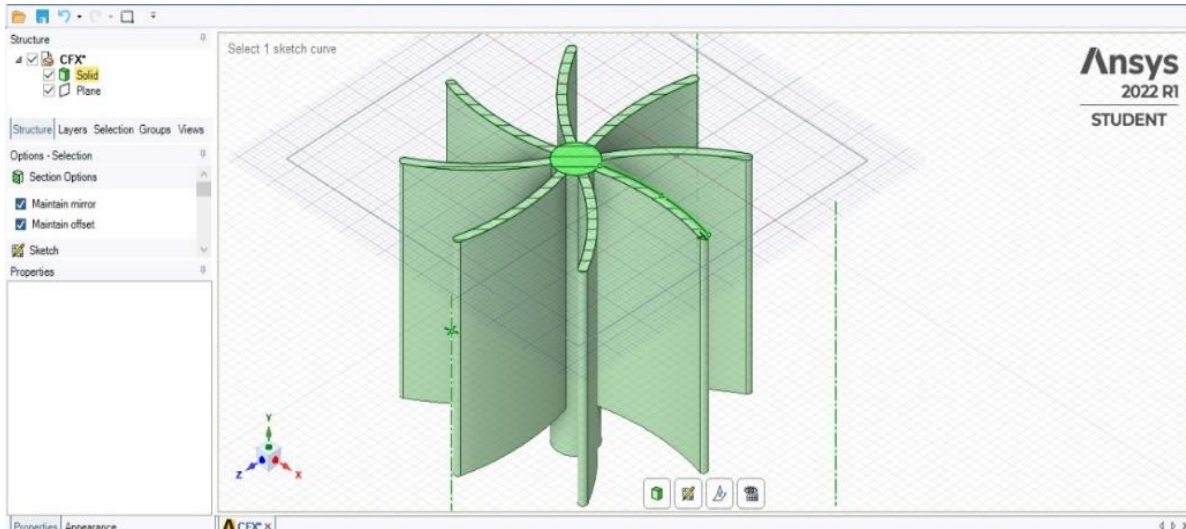 Structure
CFX*
Solid
Plane
Structure Layers Selection Groups Views
Options - Selection
Section Options
Maintain mirror
Maintain offset
Sketch
Properties
Properties Appearance
Select 1 sketch curve
Ansys
2022 R1
STUDENT
Y
Z
X
CFX*